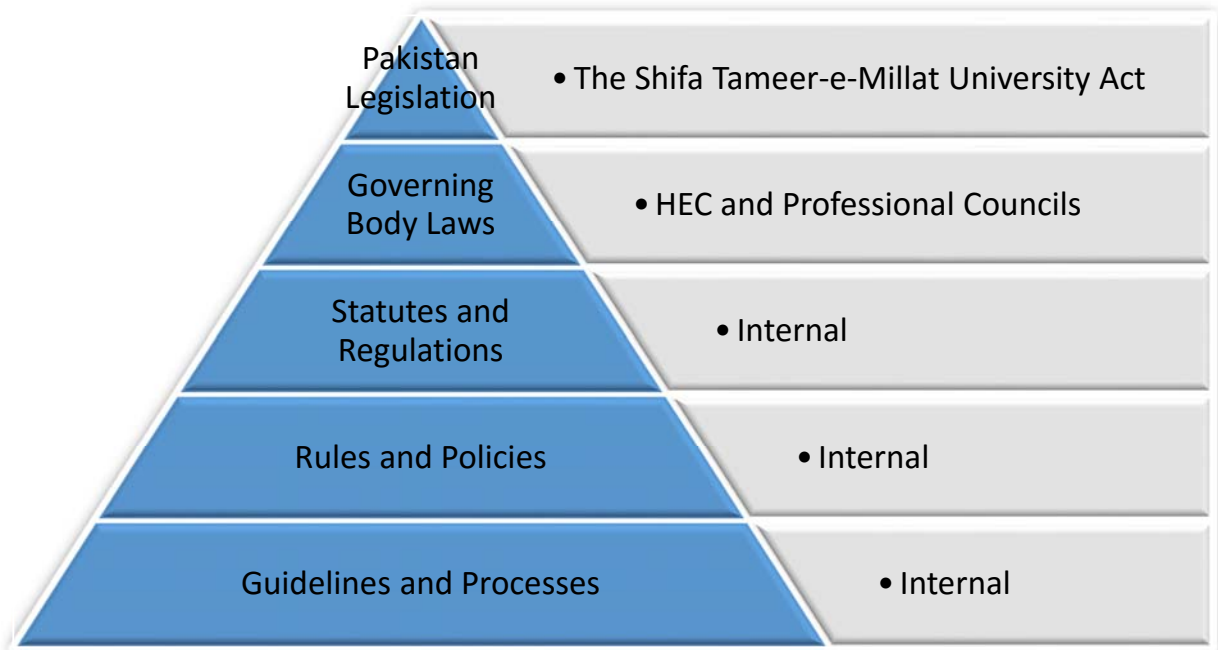 Pakistan
Legislation
• The Shifa Tameer-e-Millat University Act
Governing
Body Laws
• HEC and Professional Councils
Statutes and
Regulations
• Internal
Rules and Policies
• Internal
Guidelines and Processes
• Internal